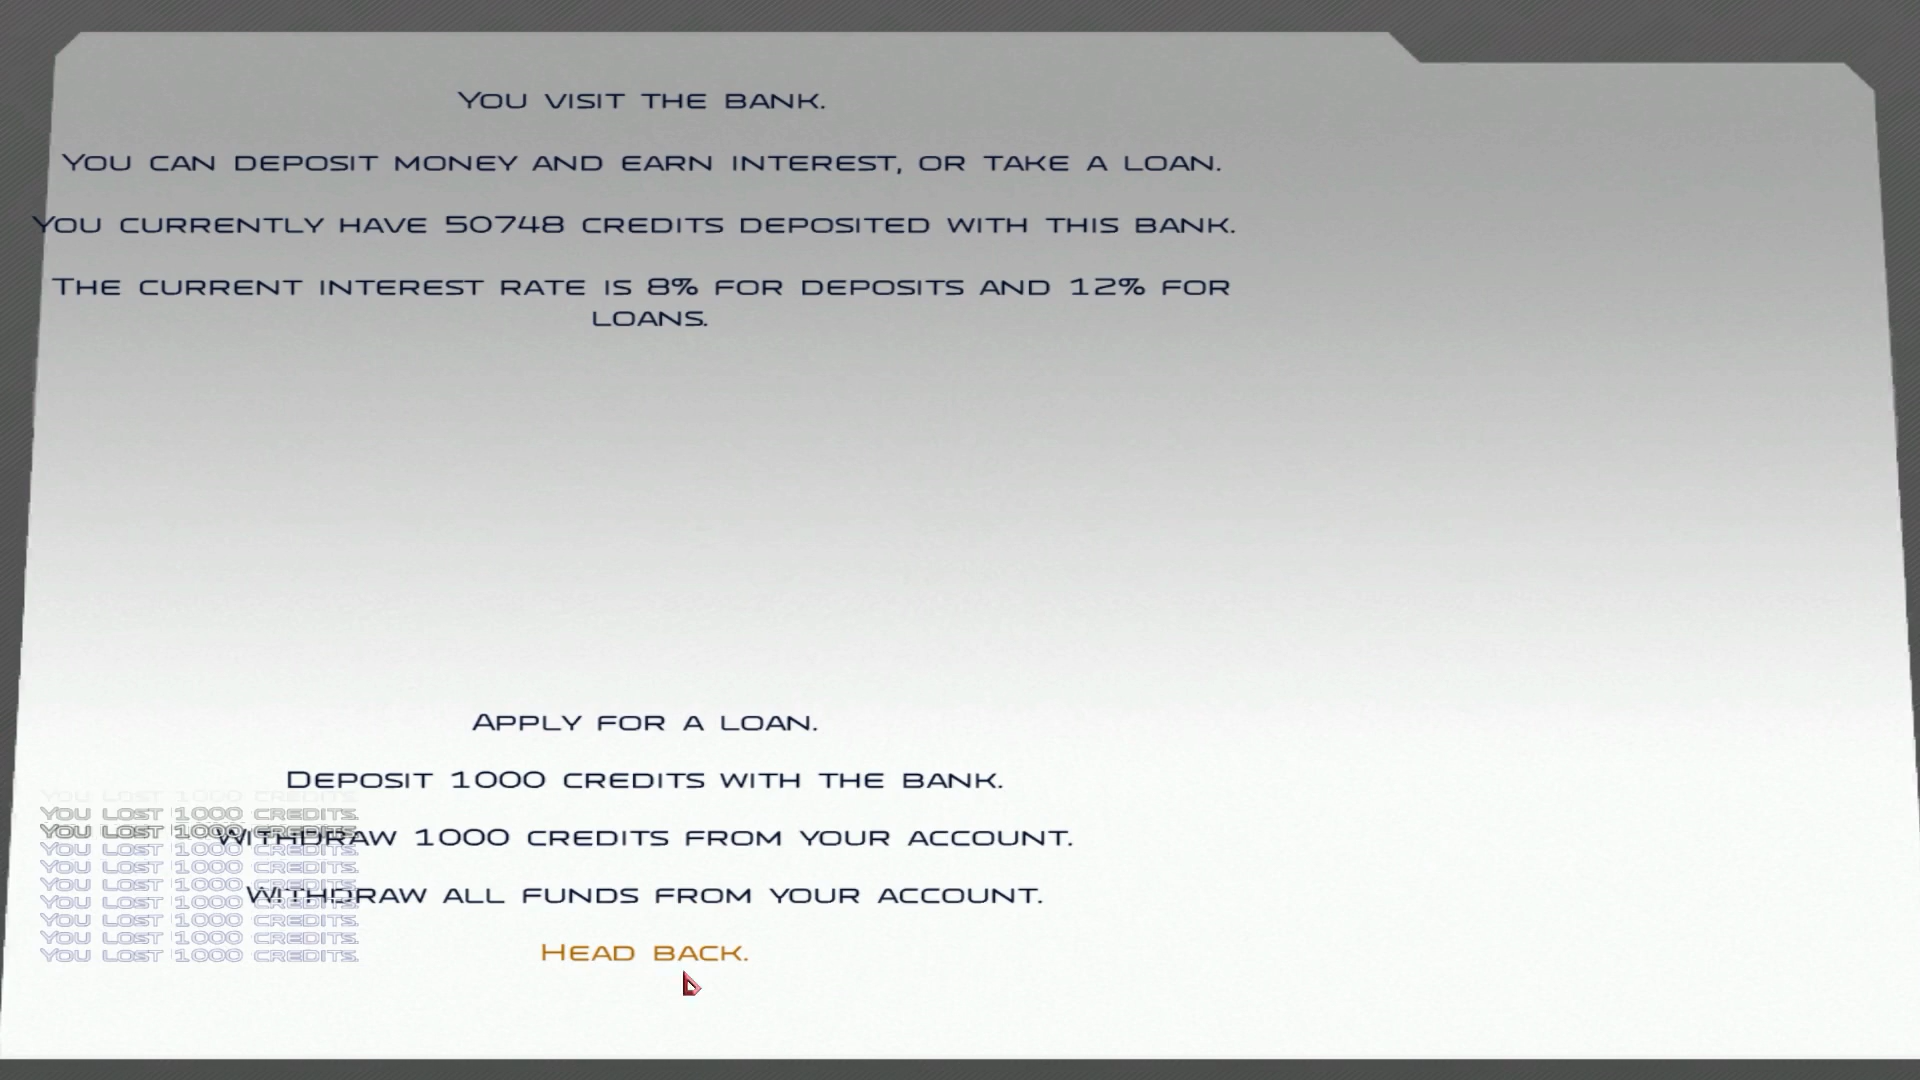 You visit the bank.
You can deposit money and earn interest, or take a loan.
You currently have 50748 credits deposited with this bank.
The current interest rate is 8% for deposits and 12% for
loans.
Apply for a loan.
Deposit 1000 credits with the bank.
You lost 1000 credits.
You lost 1000 credits.
You lost 1000 credits.
Withdraw 1000 credits from your account.
You lost 1000 credits.
You lost 1000 credits.
You lost 1000 credits.
Withdraw all funds from your account.
You lost 1000 credits.
You lost 1000 credits.
You lost 1000 credits.
You lost 1000 credits.
Head back.